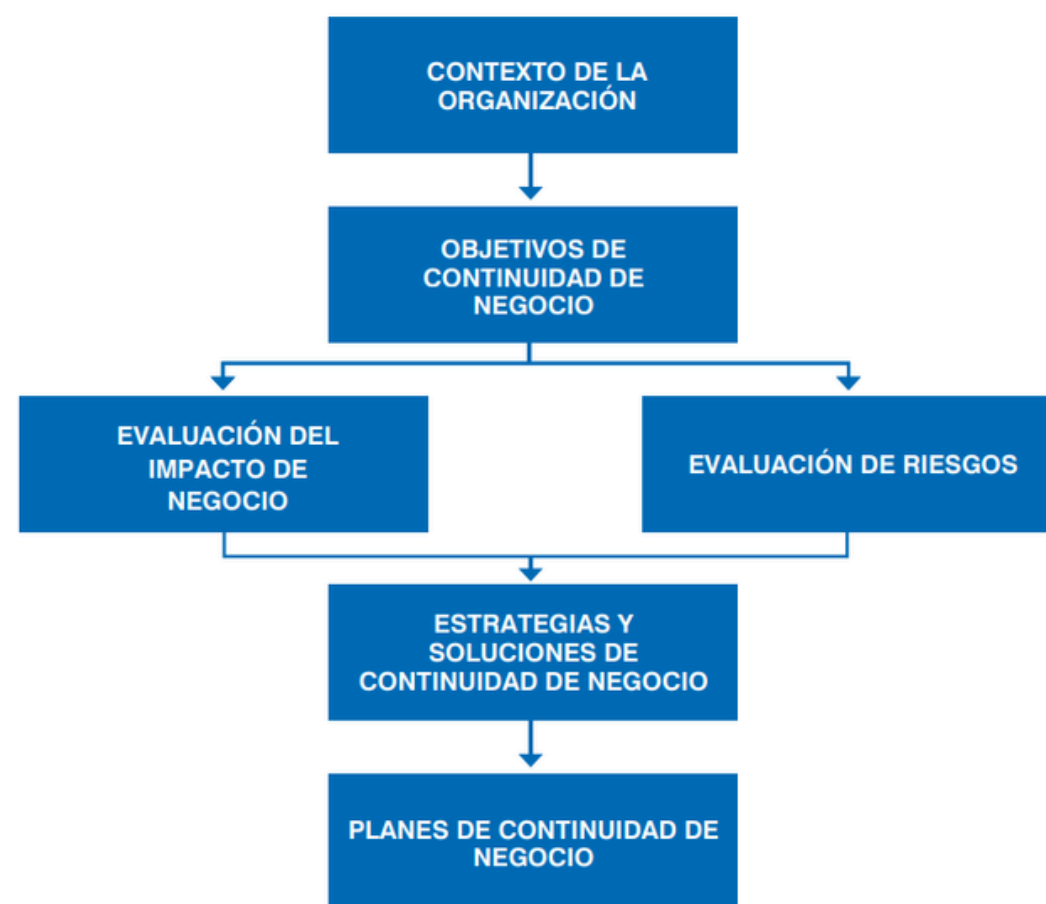 CONTEXTO DE LA
ORGANIZACIÓN
OBJETIVOS DE
CONTINUIDAD DE
NEGOCIO
EVALUACIÓN DEL
IMPACTO DE
NEGOCIO
EVALUACIÓN DE RIESGOS
ESTRATEGIAS Y
SOLUCIONES DE
CONTINUIDAD DE NEGOCIO
PLANES DE CONTINUIDAD DE
NEGOCIO